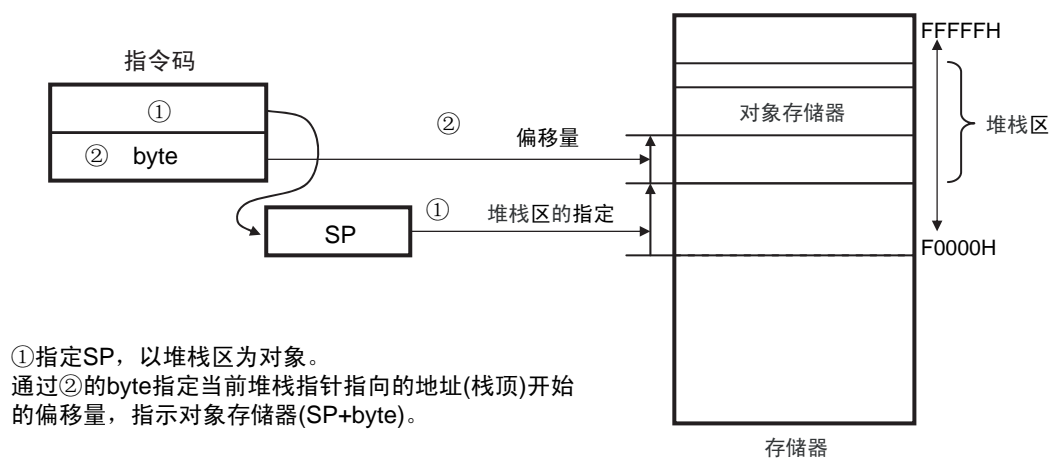 指令码
①
② byte
SP
②
偏移量
①
堆栈区的指定
FFFFFH
对象存储器
堆栈区
F0000H
存储器
①指定SP，以堆栈区为对象。
通过②的byte指定当前堆栈指针指向的地址(栈顶)开始
的偏移量，指示对象存储器(SP+byte)。